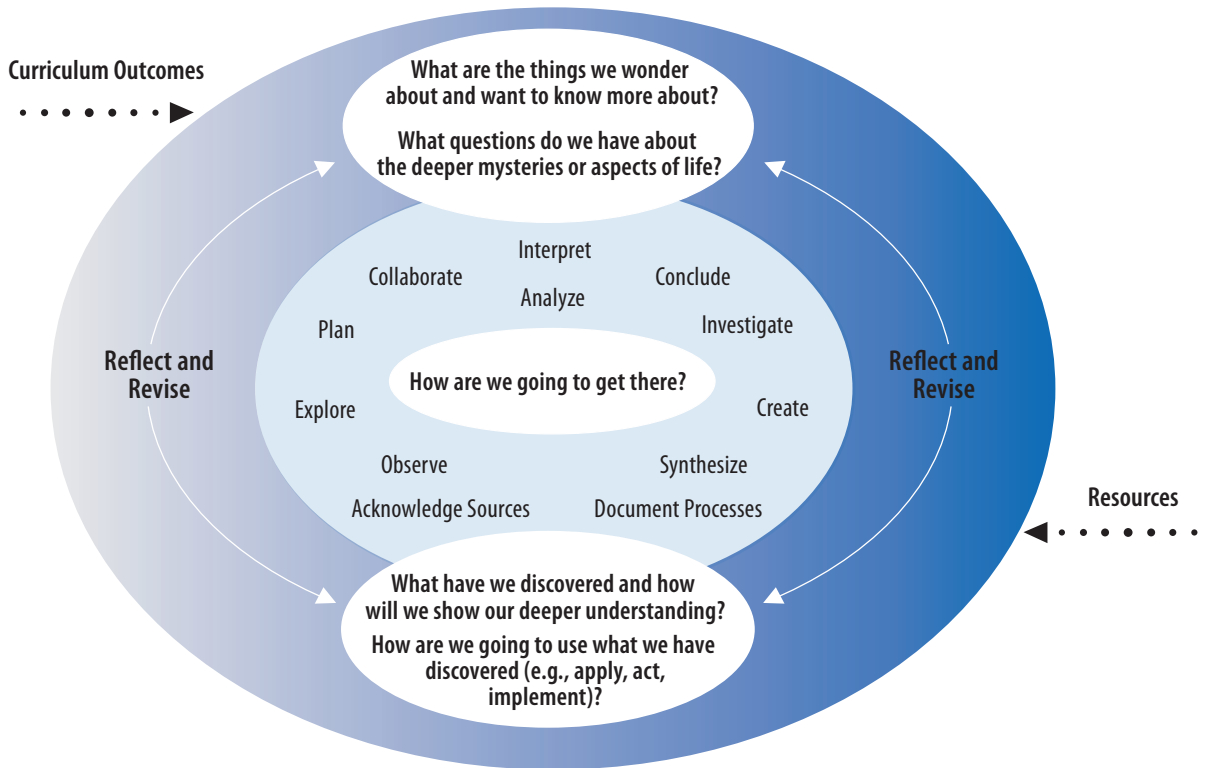 Curriculum Outcomes
What are the things we wonder
about and want to know more about?
What questions do we have about
the deeper mysteries or aspects of life?
Interpret
Collaborate
Conclude
Analyze
Plan
Investigate
Reflect and
Revise
How are we going to get there?
Reflect and
Revise
Explore
Create
Observe
Synthesize
Acknowledge Sources
Document Processes
Resources
What have we discovered and how
will we show our deeper understanding?
How are we going to use what we have
discovered (e.g., apply, act,
implement)?